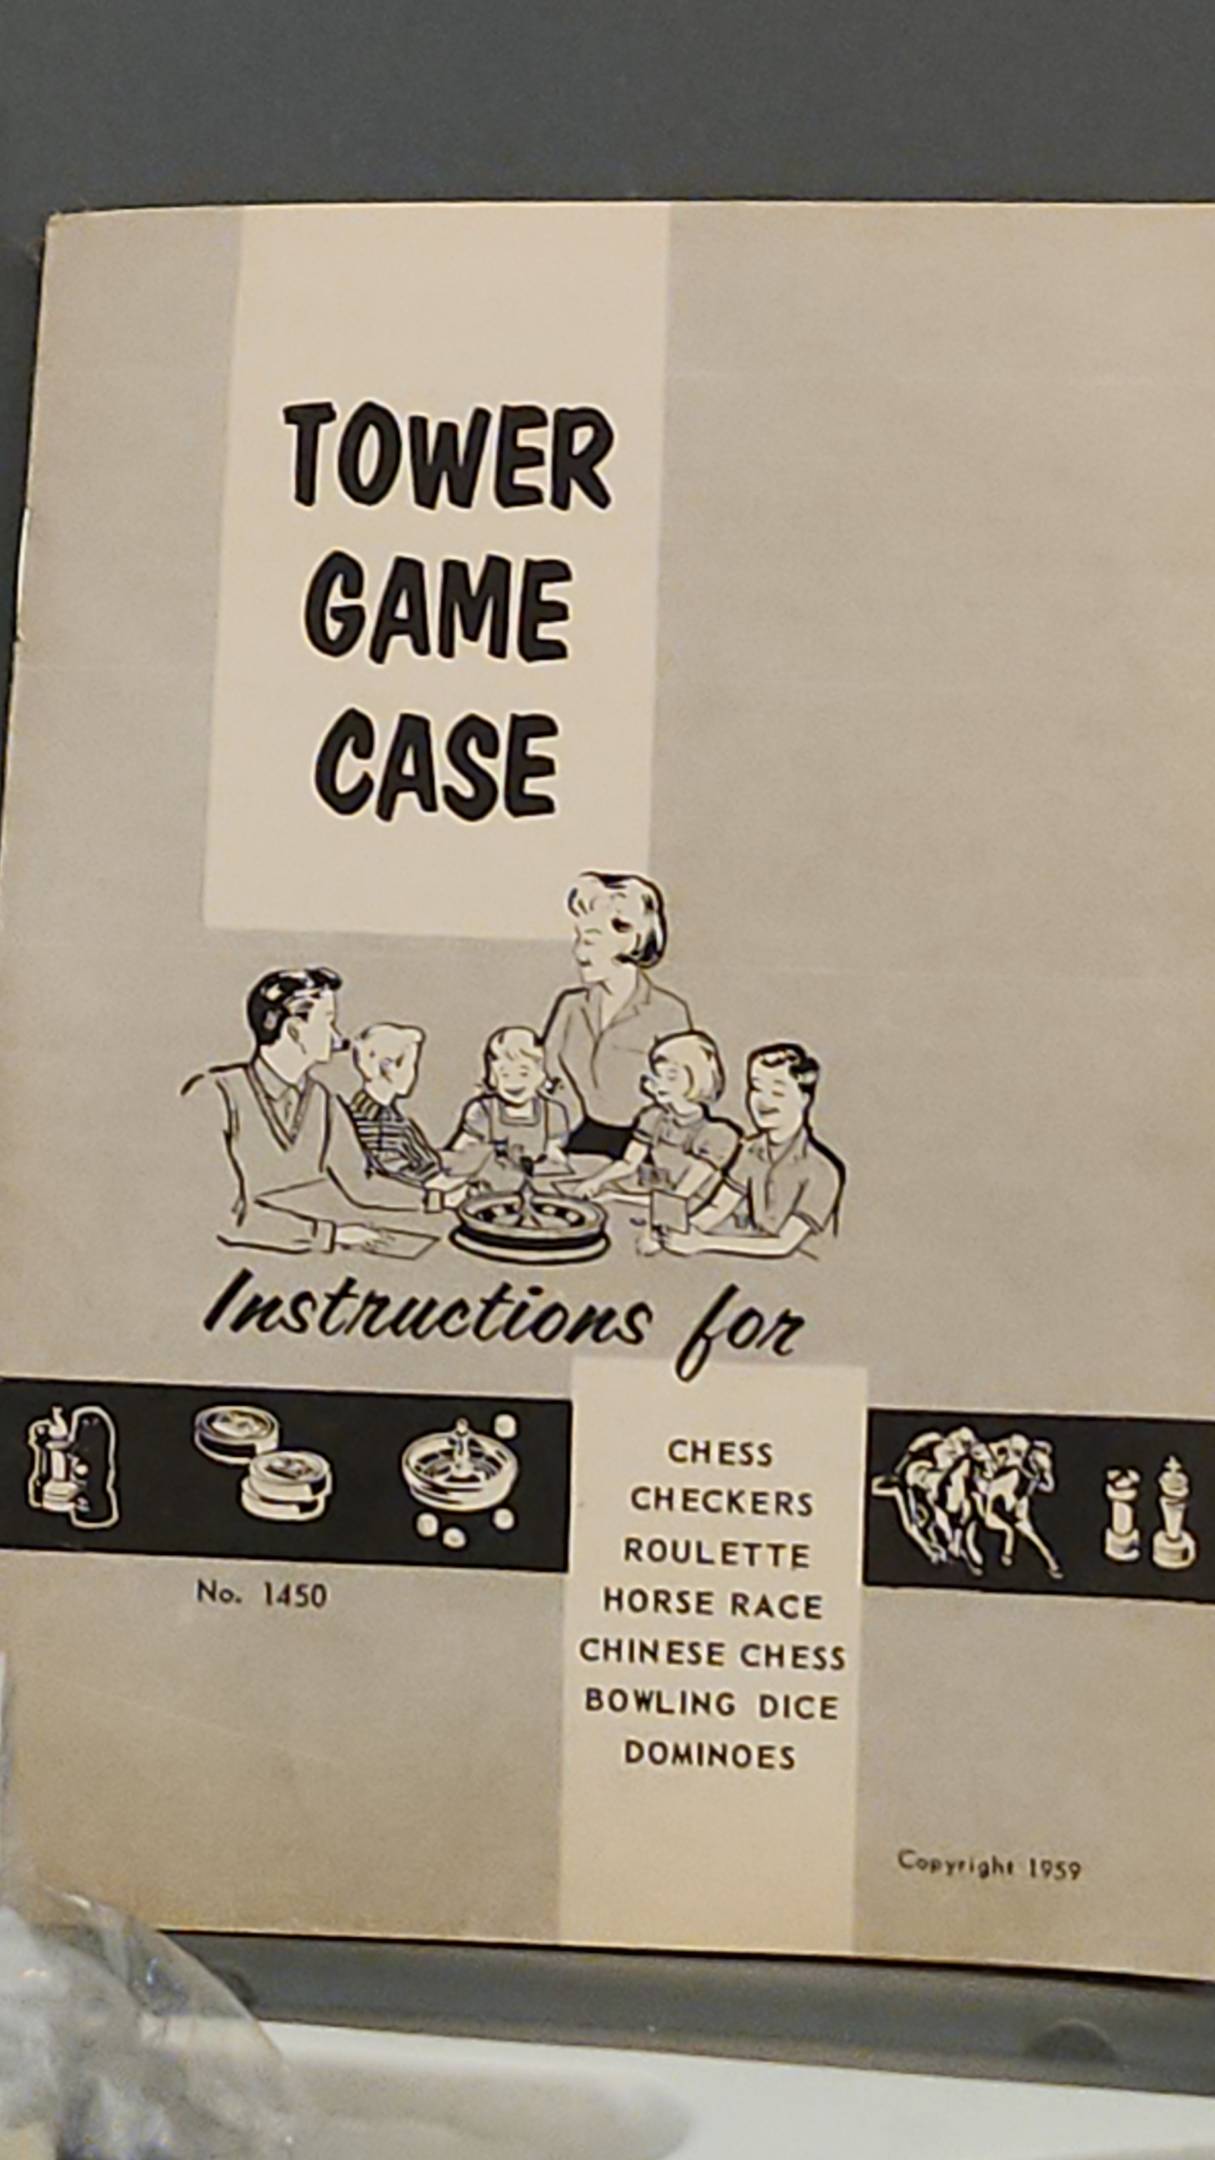 TOWER
GAME
CASE
Instructions for
CHESS
CHECKERS
ROULETTE
HORSE RACE
CHINESE CHESS
BOWLING DICE
DOMINOES
No. 1450
Copyright 1959